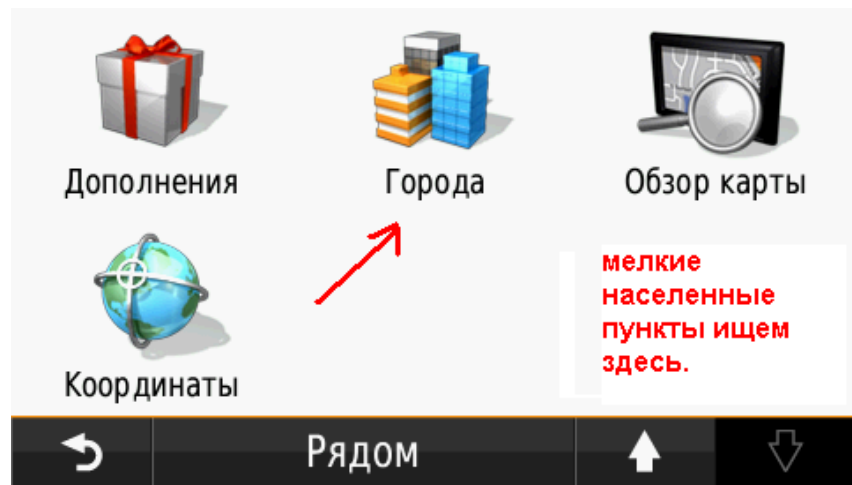 Дополнения
Города
Обзор карты
Координаты
мелкие
населенные
пункты ищем
здесь.
Рядом